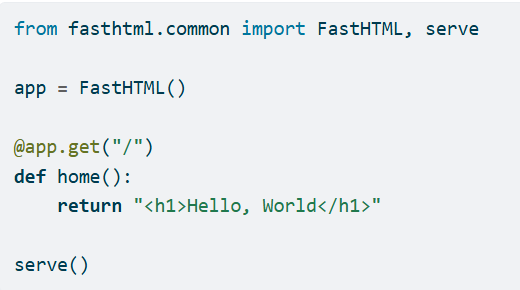 from fasthtml.common import FastHTML, serve
app = FastHTML()
@app.get("/")
def home():
    return "<h1>Hello, World</h1>"
serve()